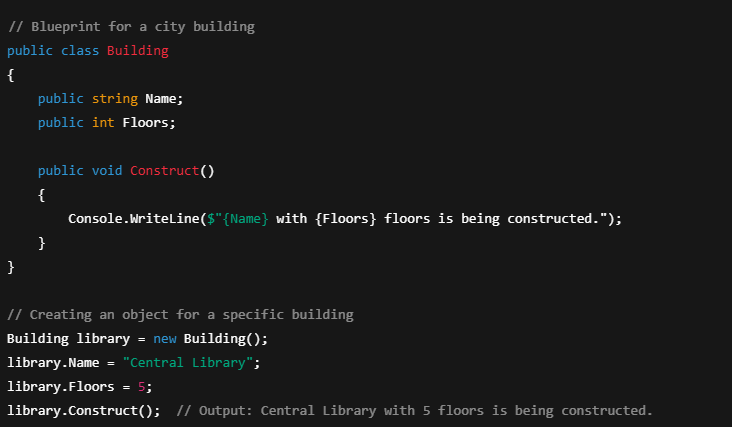 // Blueprint for a city building
public class Building
{
    public string Name;
    public int Floors;

    public void Construct()
    {
        Console.WriteLine($"{Name} with {Floors} floors is being constructed.");
    }
}

// Creating an object for a specific building
Building library = new Building();
library.Name = "Central Library";
library.Floors = 5;
library.Construct();  // Output: Central Library with 5 floors is being constructed.